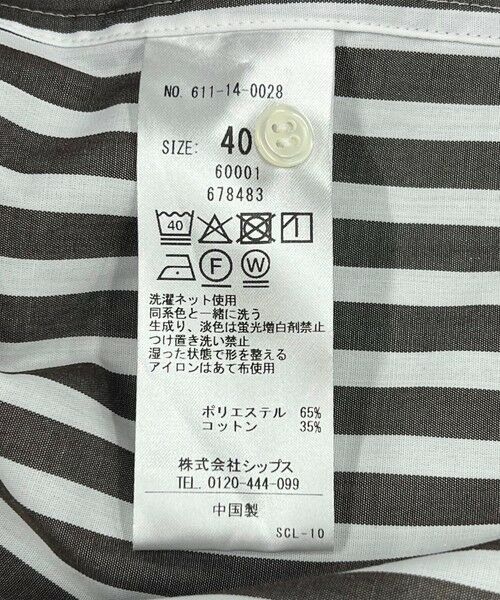 NO. 611-14-0028
SIZE: 40
60001
678483
40
F W
洗濯ネット使用
同系色と一緒に洗う
生成り、淡色は蛍光増白剤禁止
つけ置き洗い禁止
湿った状態で形を整える
アイロンはあて布使用
ポリエステル 65%
コットン 35%
株式会社シップス
TEL. 0120-444-099
中国製
SCL-10